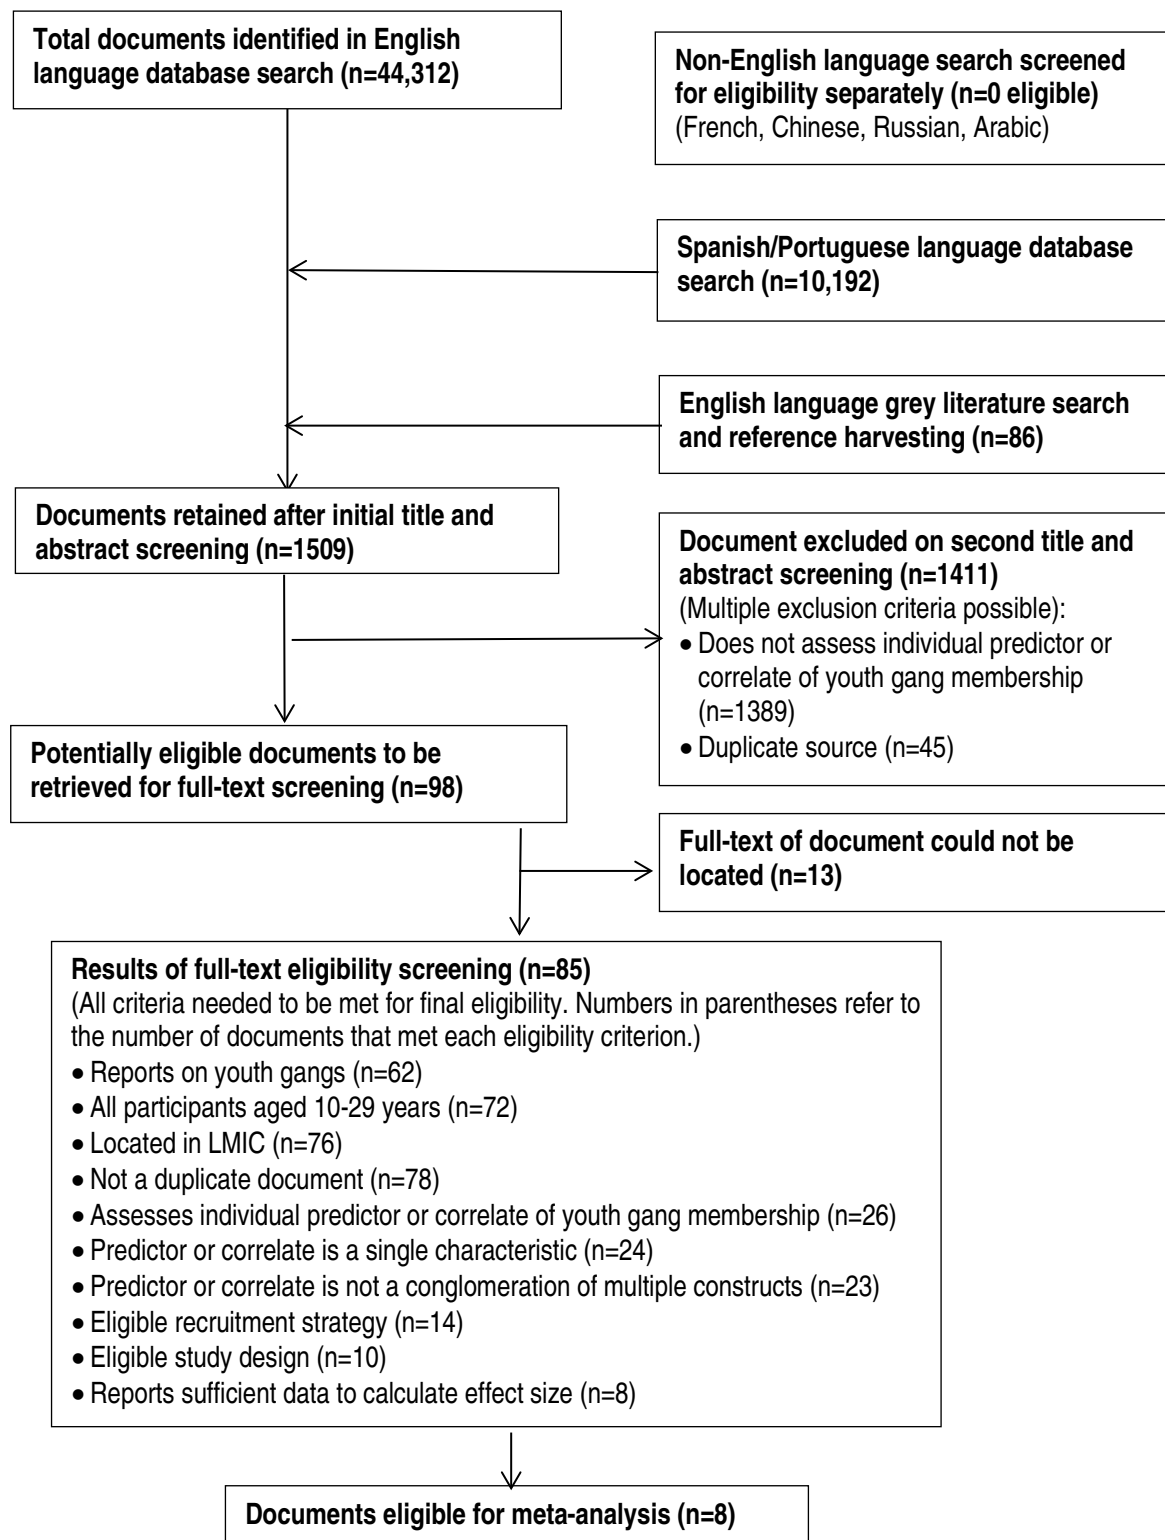 Total documents identified in English
language database search (n=44,312)
Non-English language search screened
for eligibility separately (n=0 eligible)
(French, Chinese, Russian, Arabic)
Spanish/Portuguese language database
search (n=10,192)
English language grey literature search
and reference harvesting (n=86)
Documents retained after initial title and
abstract screening (n=1509)
Document excluded on second title and
abstract screening (n=1411)
(Multiple exclusion criteria possible):
• Does not assess individual predictor or
correlate of youth gang membership
(n=1389)
• Duplicate source (n=45)
Potentially eligible documents to be
retrieved for full-text screening (n=98)
Full-text of document could not be
located (n=13)
Results of full-text eligibility screening (n=85)
(All criteria needed to be met for final eligibility. Numbers in parentheses refer to
the number of documents that met each eligibility criterion.)
• Reports on youth gangs (n=62)
• All participants aged 10-29 years (n=72)
• Located in LMIC (n=76)
• Not a duplicate document (n=78)
• Assesses individual predictor or correlate of youth gang membership (n=26)
• Predictor or correlate is a single characteristic (n=24)
• Predictor or correlate is not a conglomeration of multiple constructs (n=23)
• Eligible recruitment strategy (n=14)
• Eligible study design (n=10)
• Reports sufficient data to calculate effect size (n=8)
Documents eligible for meta-analysis (n=8)